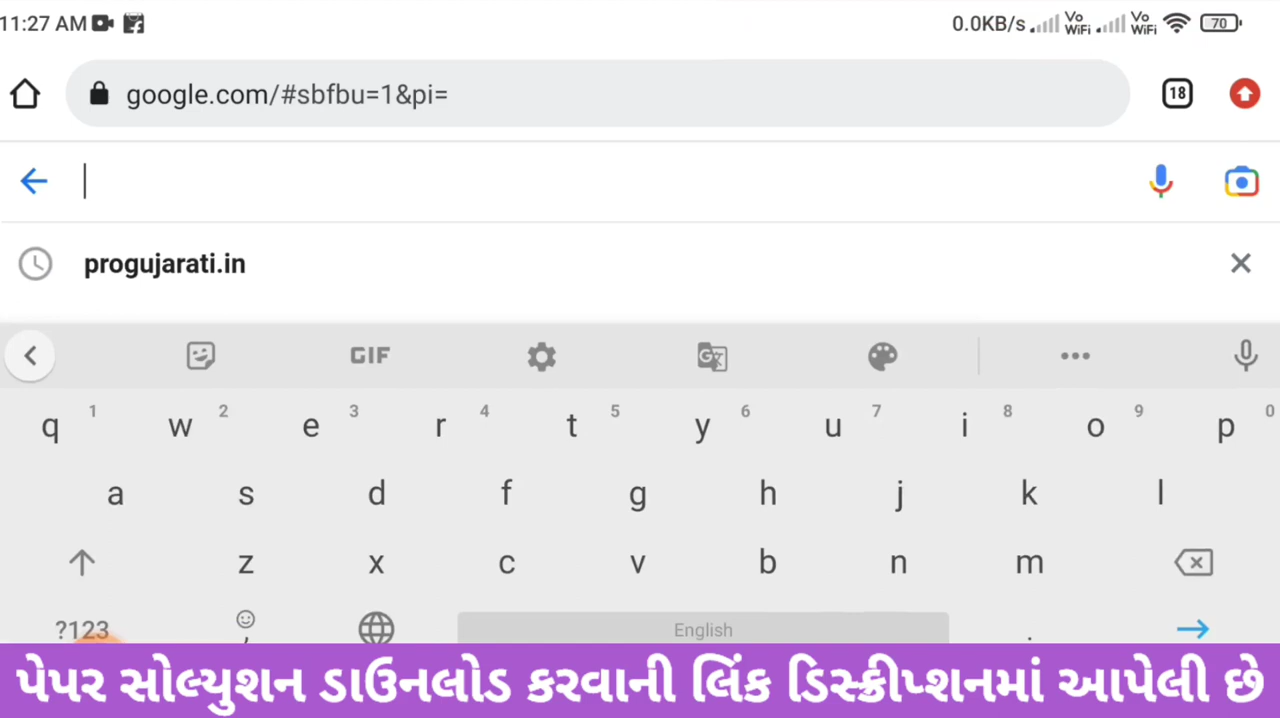 11:27 AM 0.0KB/s Vo WiFi Vo WiFi 70
google.com/#sbfbu=1&pi= 18
progujarati.in
GIF
q 1 w 2 e 3 r 4 t 5 y 6 u 7 i 8 o 9 p 0
a s d f g h j k l
z x c v b n m
?123 , English .
પેપર સોલ્યુશન ડાઉનલોડ કરવાની લિંક ડિસ્ક્રીપ્શનમાં આપેલી છે